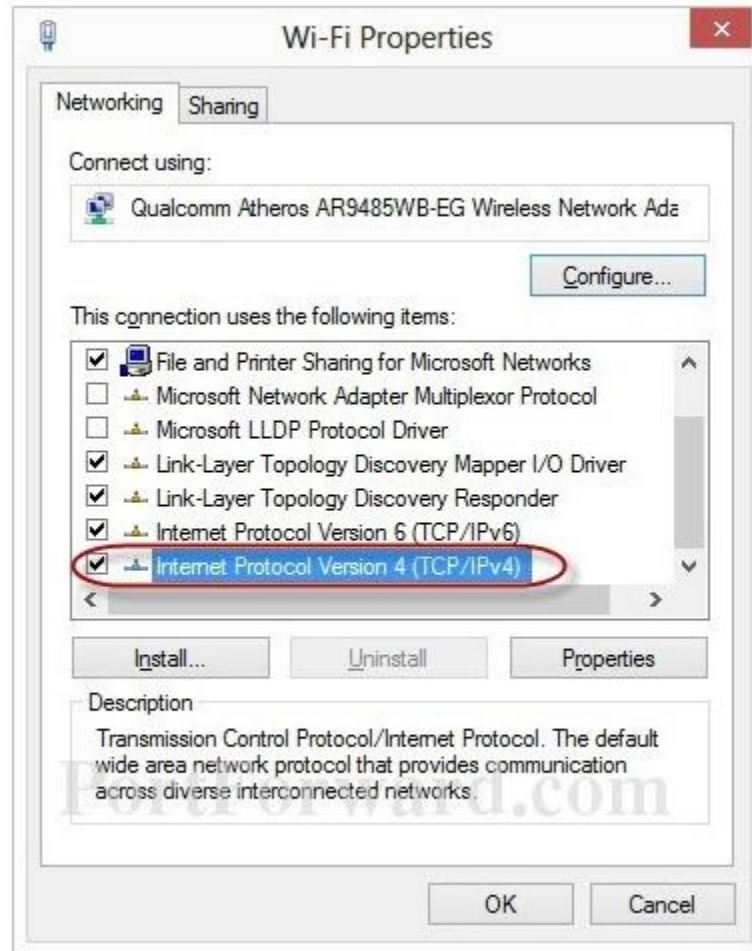 Wi-Fi Properties
Networking
Sharing
Connect using:
Qualcomm Atheros AR9485WB-EG Wireless Network Ada
Configure...
This connection uses the following items:
File and Printer Sharing for Microsoft Networks
Microsoft Network Adapter Multiplexor Protocol
Microsoft LLDP Protocol Driver
Link-Layer Topology Discovery Mapper I/O Driver
Link-Layer Topology Discovery Responder
Internet Protocol Version 6 (TCP/IPv6)
Internet Protocol Version 4 (TCP/IPv4)
Install...
Uninstall
Properties
Description
Transmission Control Protocol/Internet Protocol. The default
wide area network protocol that provides communication
across diverse interconnected networks.
PortForward.com
OK
Cancel